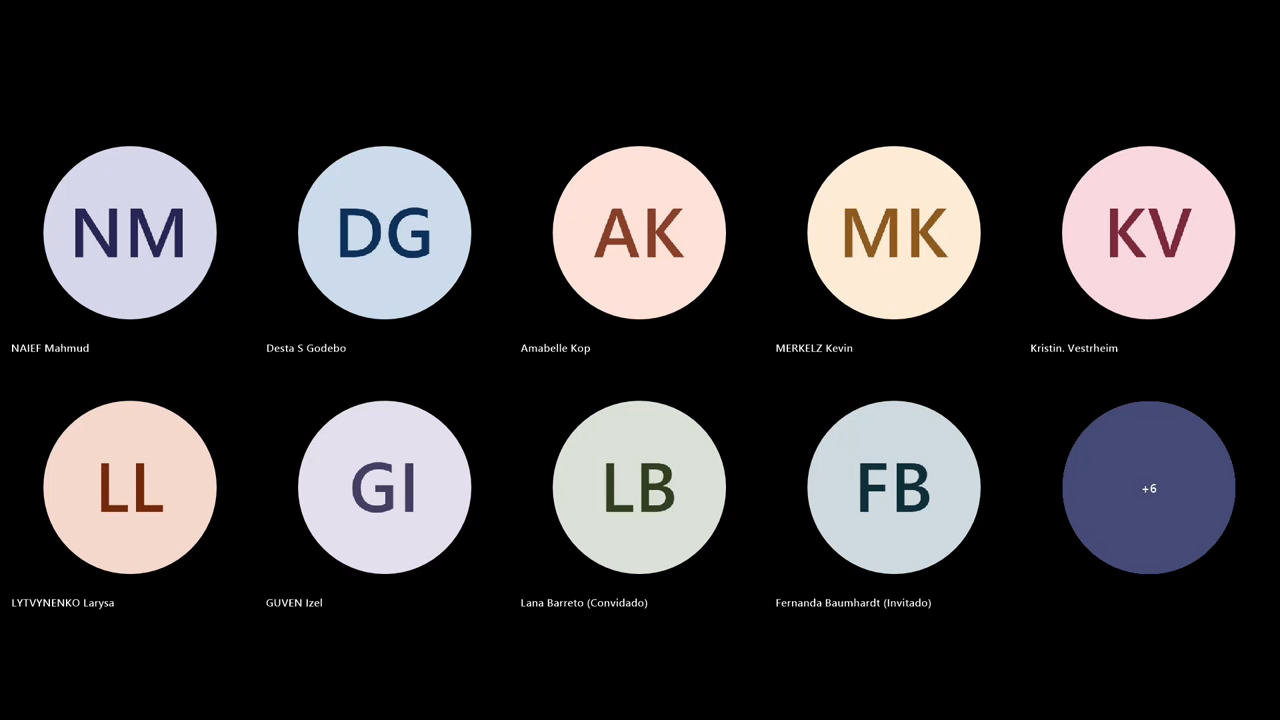 NM
DG
AK
MK
KV
NAIEF Mahmud
Desta S Godebo
Amabelle Kop
MERKELZ Kevin
Kristin. Vestrheim
LL
GI
LB
FB
+6
LYTVYNENKO Larysa
GUVEN Izel
Lana Barreto (Convidado)
Fernanda Baumhardt (Invitado)